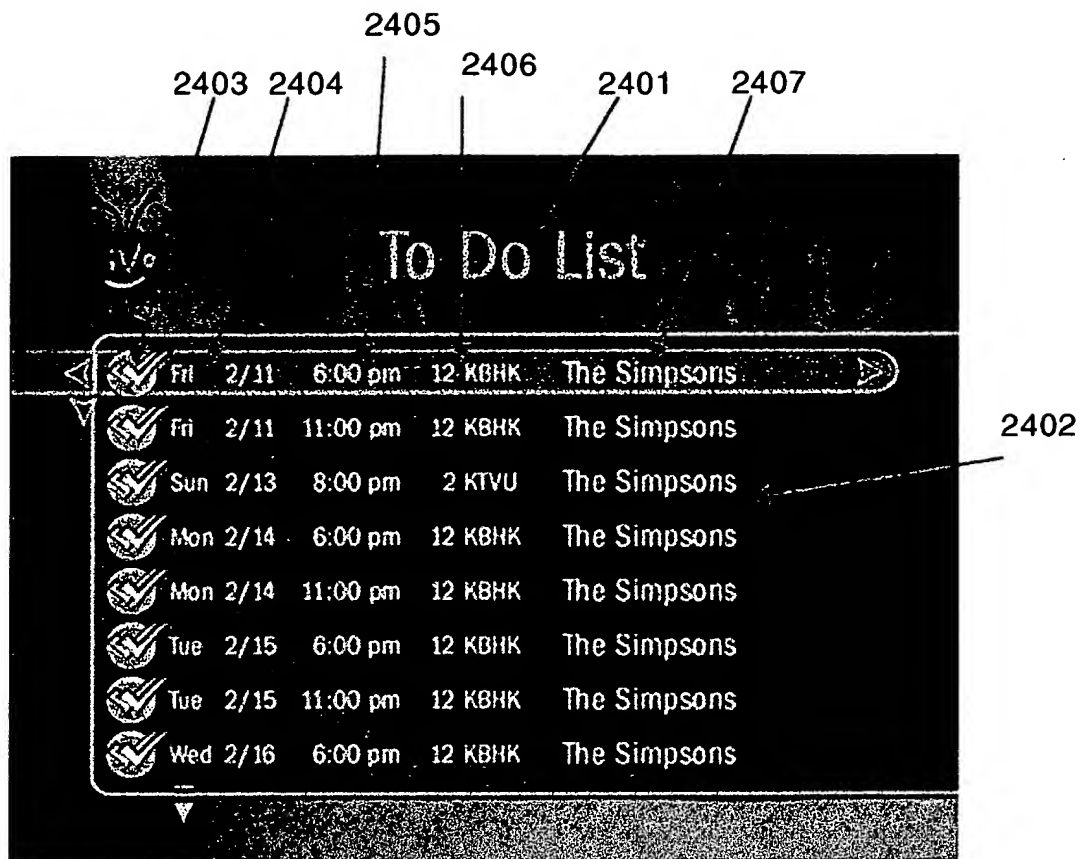 2405
2406
2403 2404 2401 2407
To Do List
Fri 2/11 6:00 pm 12 KBHK The Simpsons
Fri 2/11 11:00 pm 12 KBHK The Simpsons
2402
Sun 2/13 8:00 pm 2 KTVU The Simpsons
Mon 2/14 6:00 pm 12 KBHK The Simpsons
Mon 2/14 11:00 pm 12 KBHK The Simpsons
Tue 2/15 6:00 pm 12 KBHK The Simpsons
Tue 2/15 11:00 pm 12 KBHK The Simpsons
Wed 2/16 6:00 pm 12 KBHK The Simpsons